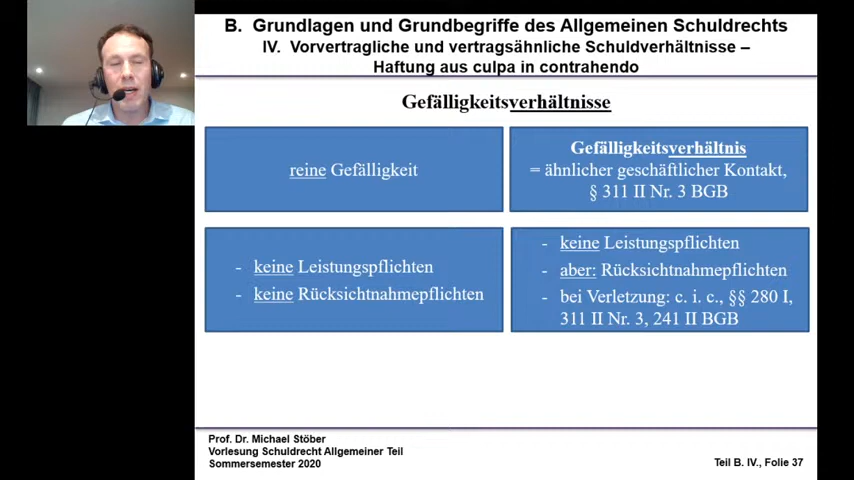 B. Grundlagen und Grundbegriffe des Allgemeinen Schuldrechts
IV. Vorvertragliche und vertragsähnliche Schuldverhältnisse –
Haftung aus culpa in contrahendo
Gefälligkeitsverhältnisse
reine Gefälligkeit
Gefälligkeitsverhältnis
= ähnlicher geschäftlicher Kontakt,
§ 311 II Nr. 3 BGB
- keine Leistungspflichten
- keine Rücksichtnahmepflichten
- keine Leistungspflichten
- aber: Rücksichtnahmepflichten
- bei Verletzung: c. i. c., §§ 280 I,
311 II Nr. 3, 241 II BGB
Prof. Dr. Michael Stöber
Vorlesung Schuldrecht Allgemeiner Teil
Sommersemester 2020
Teil B. IV., Folie 37